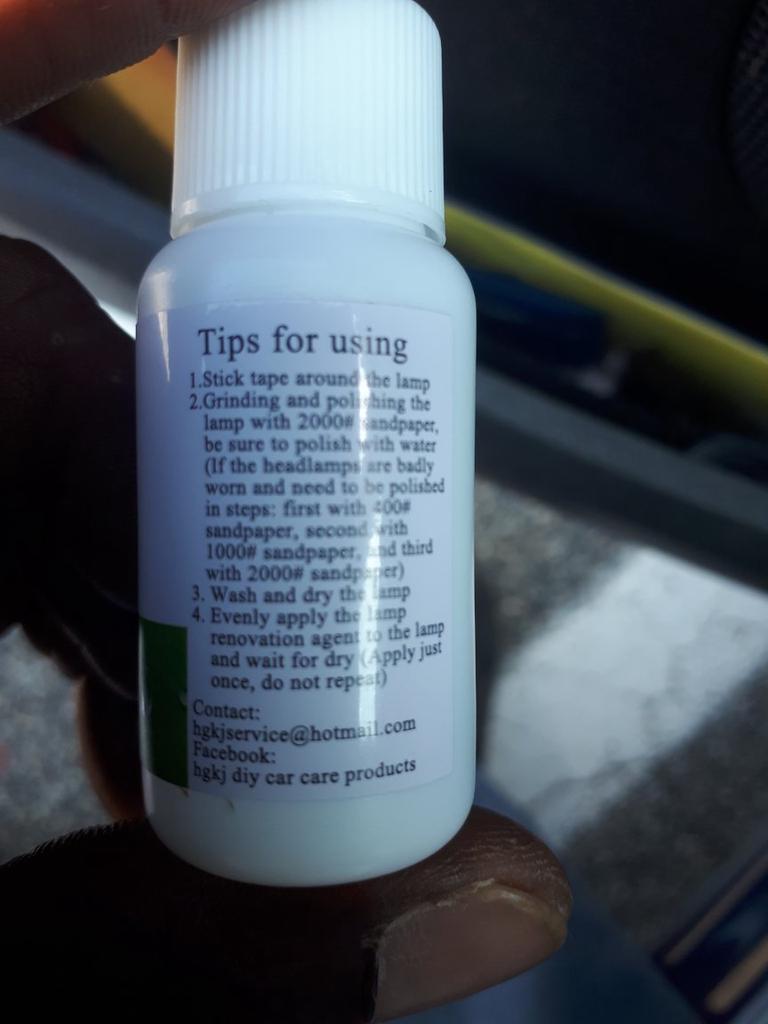 Tips for using
1.Stick tape around the lamp
2.Grinding and polishing the
lamp with 2000# sandpaper,
be sure to polish with water
(If the headlamps are badly
worn and need to be polished
in steps: first with 400#
sandpaper, second with
1000# sandpaper, and third
with 2000# sandpaper)
3. Wash and dry the lamp
4. Evenly apply the lamp
renovation agent to the lamp
and wait for dry (Apply just
once, do not repeat)
Contact:
hgkjservice@hotmail.com
Facebook:
hgkj diy car care products